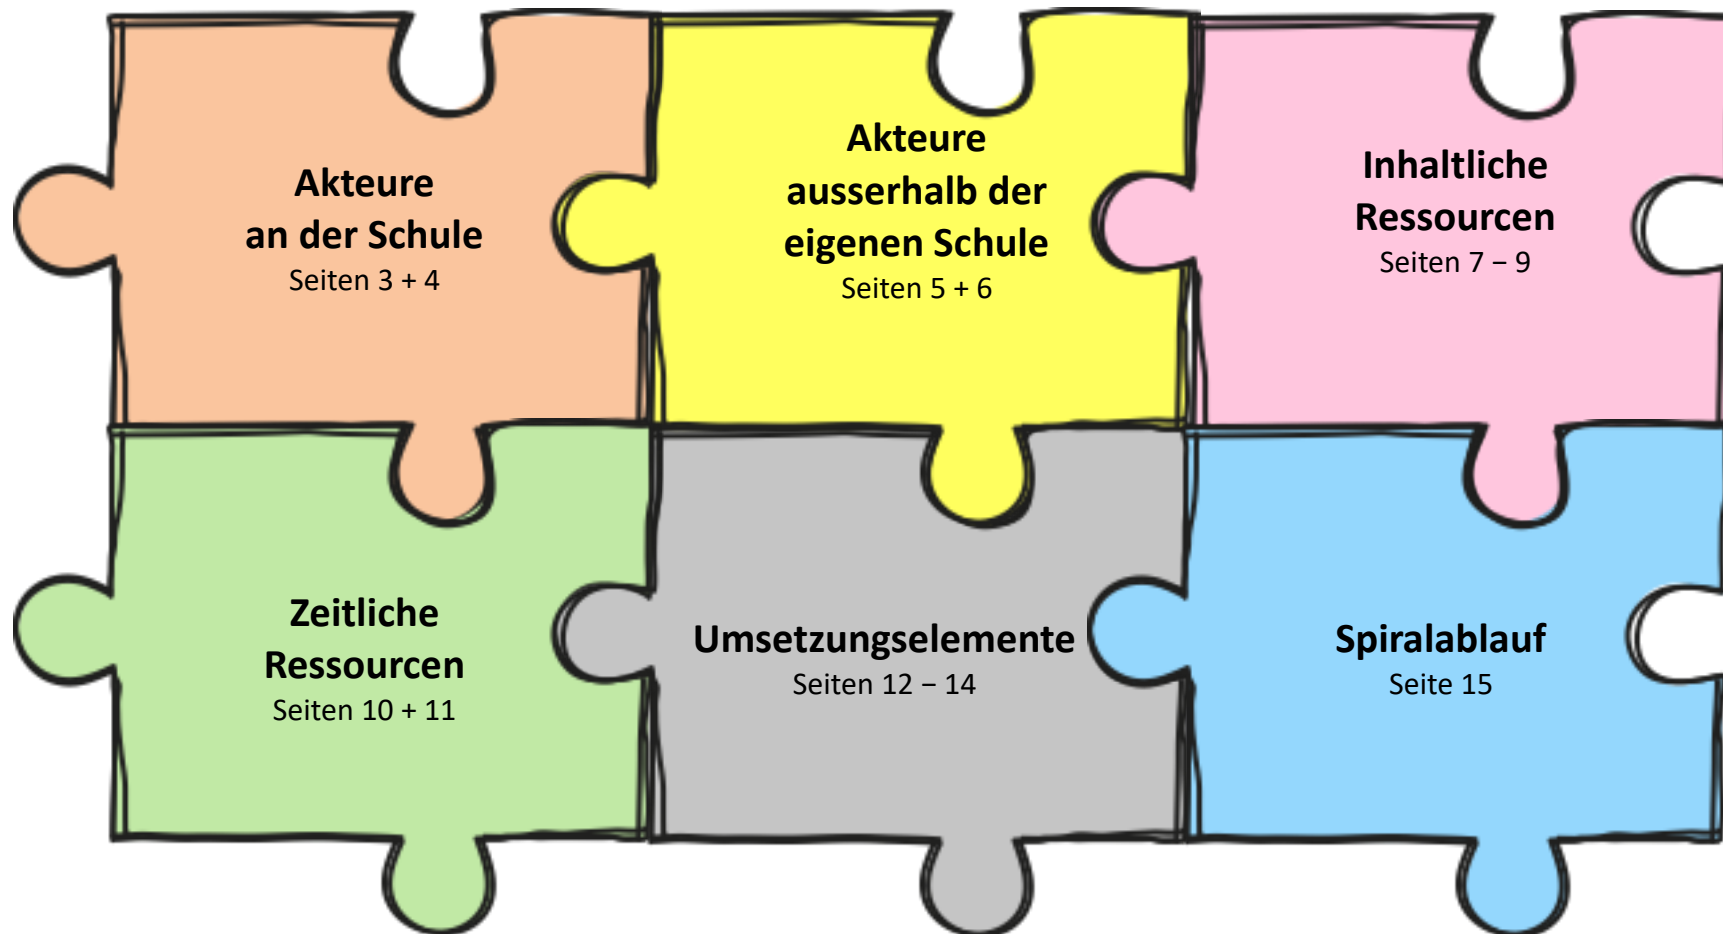 Akteure
an der Schule
Seiten 3 + 4
Akteure
ausserhalb der
eigenen Schule
Seiten 5 + 6
Inhaltliche
Ressourcen
Seiten 7 – 9
Zeitliche
Ressourcen
Seiten 10 + 11
Umsetzungselemente
Seiten 12 – 14
Spiralablauf
Seite 15